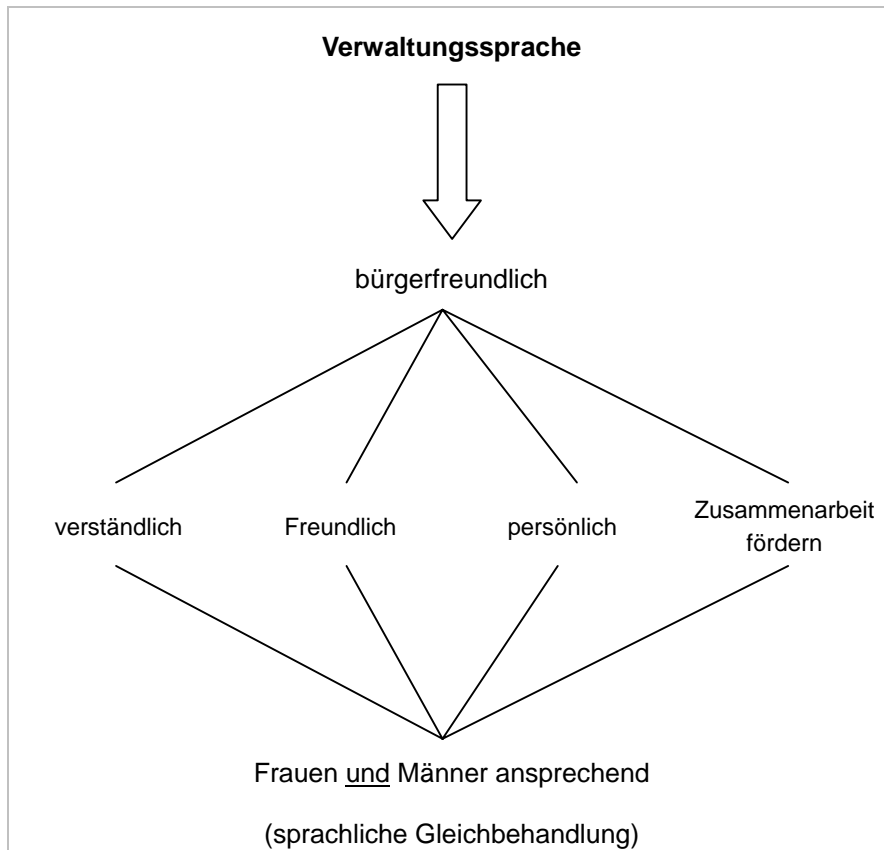 Verwaltungssprache
bürgerfreundlich
verständlich
Freundlich
persönlich
Zusammenarbeit
fördern
Frauen und Männer ansprechend
(sprachliche Gleichbehandlung)